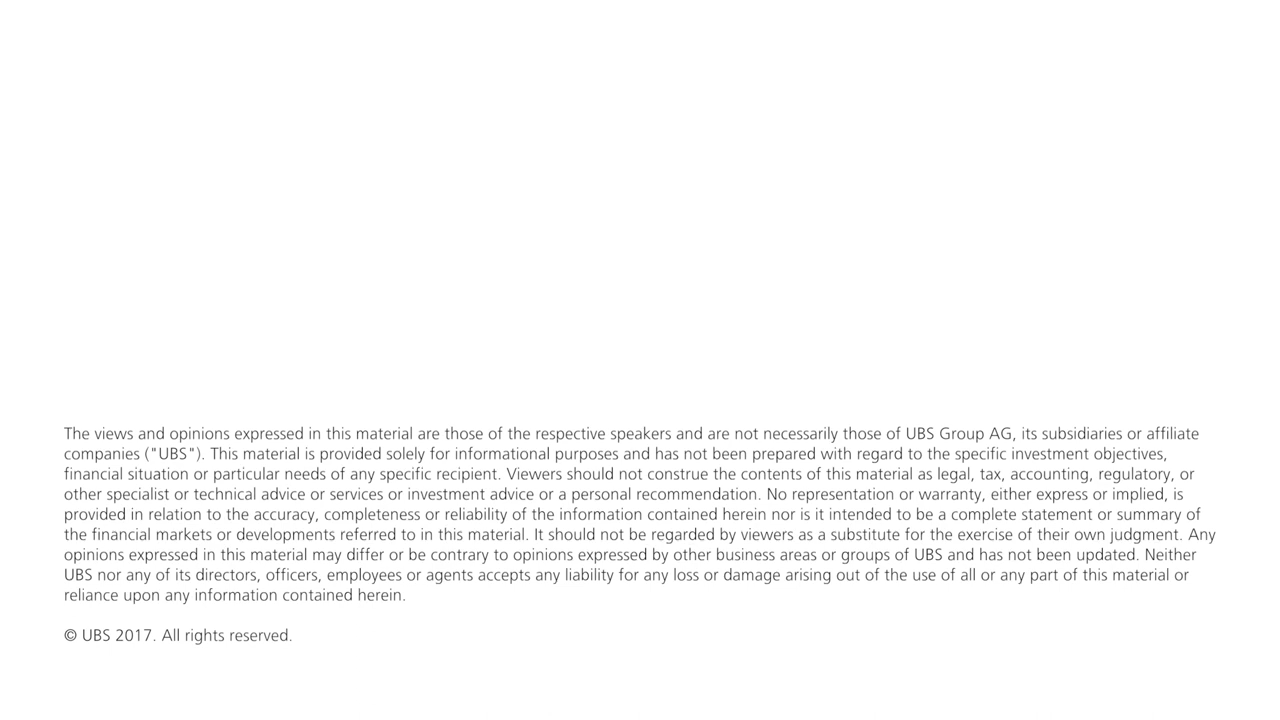 The views and opinions expressed in this material are those of the respective speakers and are not necessarily those of UBS Group AG, its subsidiaries or affiliate
companies ("UBS"). This material is provided solely for informational purposes and has not been prepared with regard to the specific investment objectives,
financial situation or particular needs of any specific recipient. Viewers should not construe the contents of this material as legal, tax, accounting, regulatory, or
other specialist or technical advice or services or investment advice or a personal recommendation. No representation or warranty, either express or implied, is
provided in relation to the accuracy, completeness or reliability of the information contained herein nor is it intended to be a complete statement or summary of
the financial markets or developments referred to in this material. It should not be regarded by viewers as a substitute for the exercise of their own judgment. Any
opinions expressed in this material may differ or be contrary to opinions expressed by other business areas or groups of UBS and has not been updated. Neither
UBS nor any of its directors, officers, employees or agents accepts any liability for any loss or damage arising out of the use of all or any part of this material or
reliance upon any information contained herein.
© UBS 2017. All rights reserved.